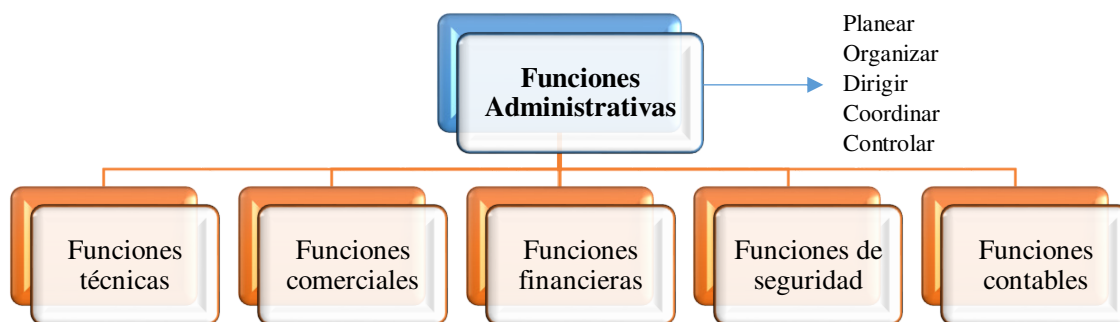 Funciones
Administrativas
Planear
Organizar
Dirigir
Coordinar
Controlar
Funciones
técnicas
Funciones
comerciales
Funciones
financieras
Funciones de
seguridad
Funciones
contables